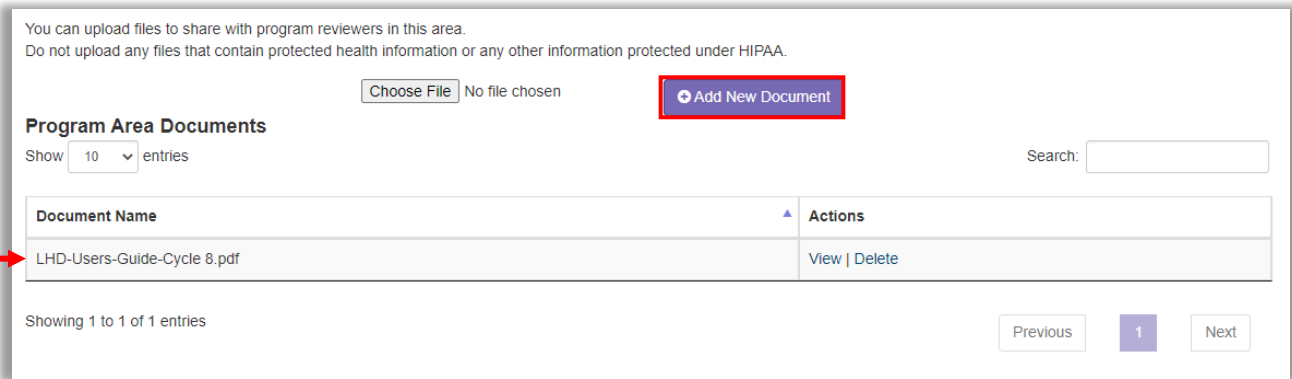 You can upload files to share with program reviewers in this area.
Do not upload any files that contain protected health information or any other information protected under HIPAA.
Choose File No file chosen Add New Document
Program Area Documents
Show 10 entries Search:
Document Name Actions
LHD-Users-Guide-Cycle 8.pdf View | Delete
Showing 1 to 1 of 1 entries
Previous 1 Next